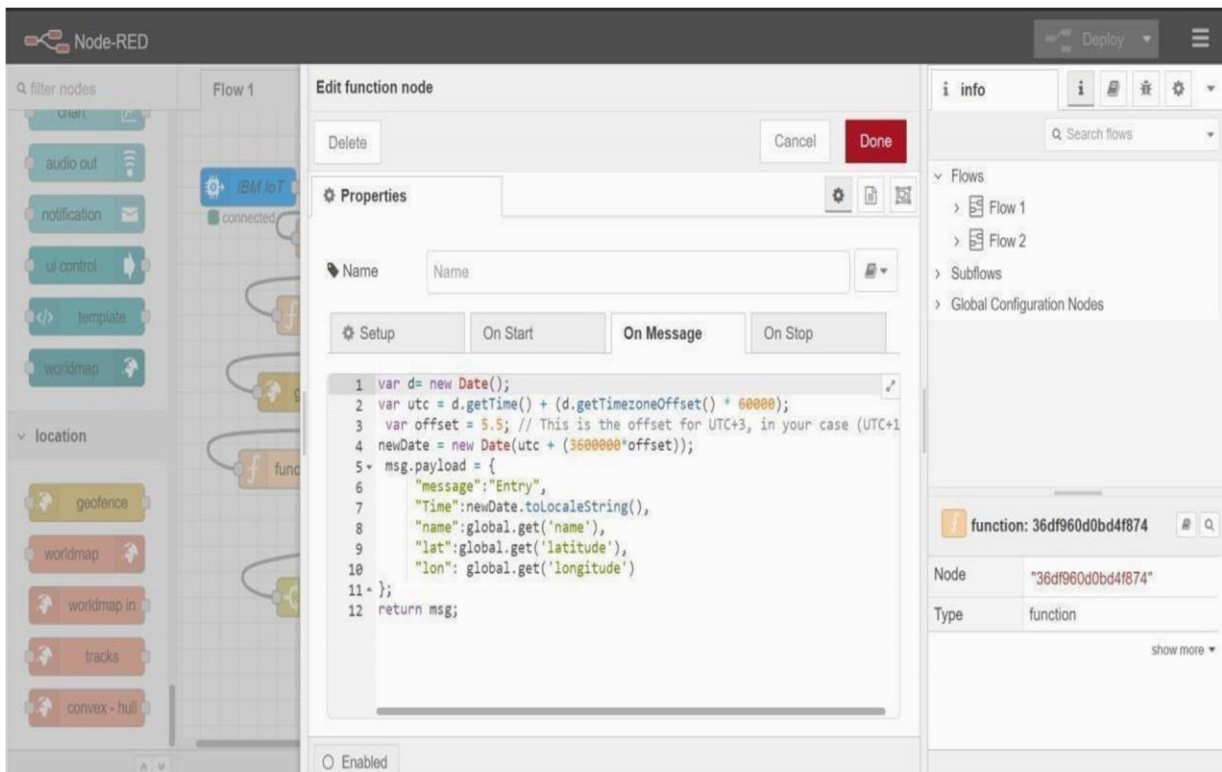 Node-RED
Deploy
filter nodes
chart
audio out
notification
ui control
template
worldmap
location
geofence
worldmap
worldmap in
tracks
convex - hull
Flow 1
IBM IoT
connected
f
g
f
func
Edit function node
Delete
Cancel
Done
Properties
Name
Name
Setup
On Start
On Message
On Stop
1 var d= new Date();
2 var utc = d.getTime() + (d.getTimezoneOffset() * 60000);
3 var offset = 5.5; // This is the offset for UTC+3, in your case (UTC+1
4 newDate = new Date(utc + (3600000*offset));
5 msg.payload = {
6 "message":"Entry",
7 "Time":newDate.toLocaleString(),
8 "name":global.get('name'),
9 "lat":global.get('latitude'),
10 "lon": global.get('longitude')
11 };
12 return msg;
Enabled
i info
i
Search flows
Flows
Flow 1
Flow 2
Subflows
Global Configuration Nodes
f function: 36df960d0bd4f874
Node "36df960d0bd4f874"
Type function
show more